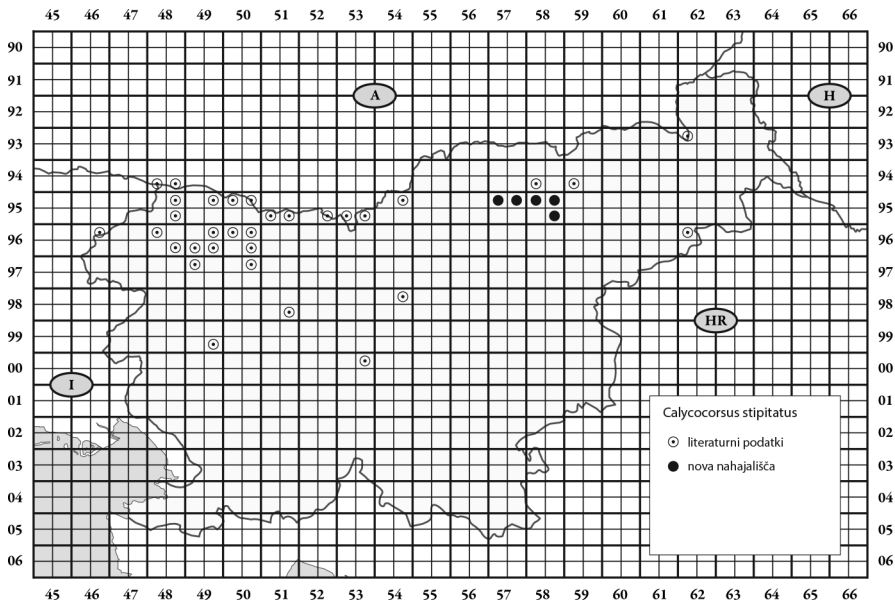 45 46 47 48 49 50 51 52 53 54 55 56 57 58 59 60 61 62 63 64 65 66
90 90
91 A H 91
92 92
93 93
94 94
95 95
96 96
97 97
98 98
99 HR 99
00 00
I
01 01
Calycocorsus stipitatus
02 02
literaturni podatki
03 nova nahajališča 03
04 04
05 05
06 06
45 46 47 48 49 50 51 52 53 54 55 56 57 58 59 60 61 62 63 64 65 66